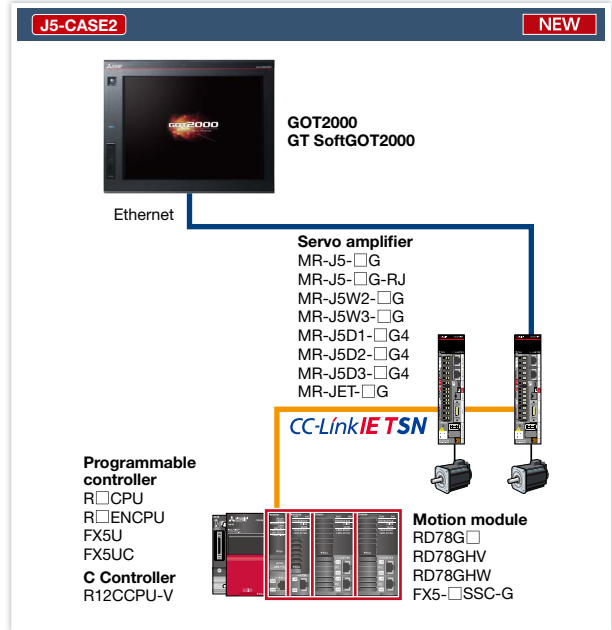 J5-CASE2
NEW
GOT2000
GOT2000
GT SoftGOT2000
Ethernet
Servo amplifier
MR-J5-□G
MR-J5-□G-RJ
MR-J5W2-□G
MR-J5W3-□G
MR-J5D1-□G4
MR-J5D2-□G4
MR-J5D3-□G4
MR-JET-□G
CC-Link IE TSN
Programmable
controller
R□CPU
R□ENCPU
FX5U
FX5UC
C Controller
R12CCPU-V
Motion module
RD78G□
RD78GHV
RD78GHW
FX5-□SSC-G